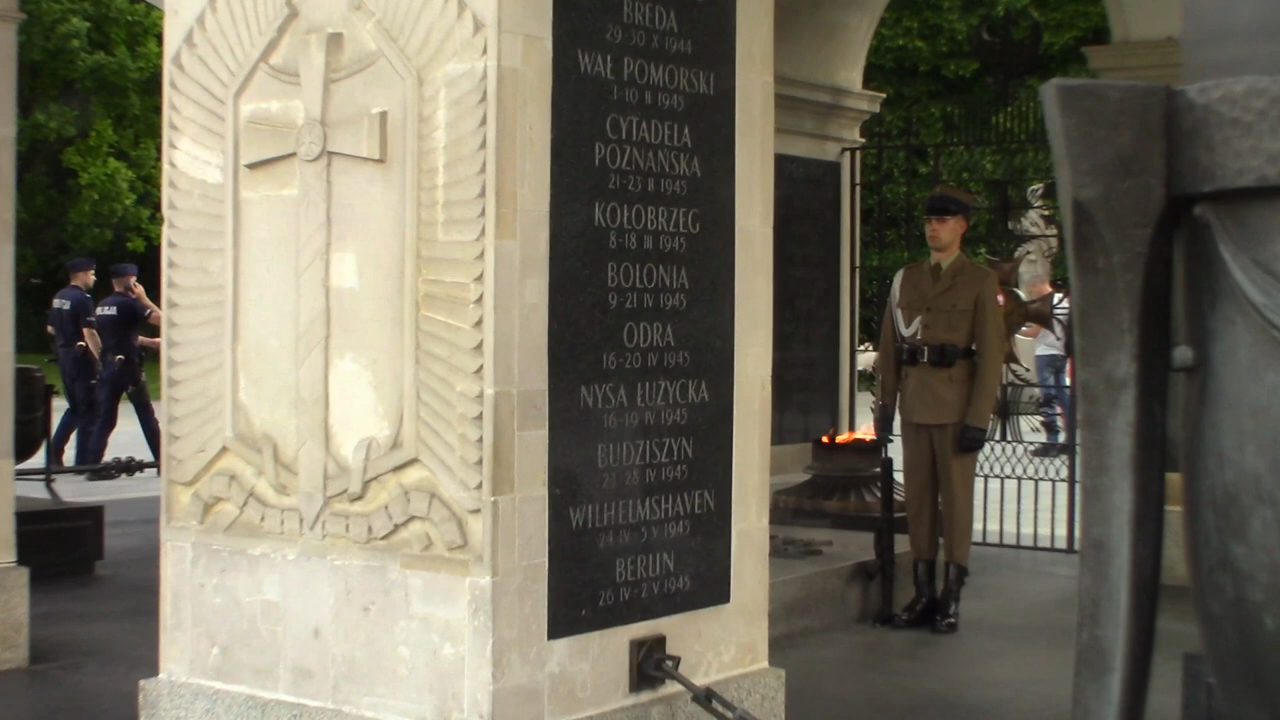 BREDA
29-30 X 1944
WAŁ POMORSKI
1-10 II 1945
CYTADELA
POZNAŃSKA
21-23 II 1945
KOŁOBRZEG
8-18 III 1945
BOLONIA
9-21 IV 1945
ODRA
16-20 IV 1945
NYSA ŁUŻYCKA
16-19 IV 1945
BUDZISZYN
21-28 IV 1945
WILHELMSHAVEN
24 IV - 5 V 1945
BERLIN
26 IV - 2 V 1945
POLICJA